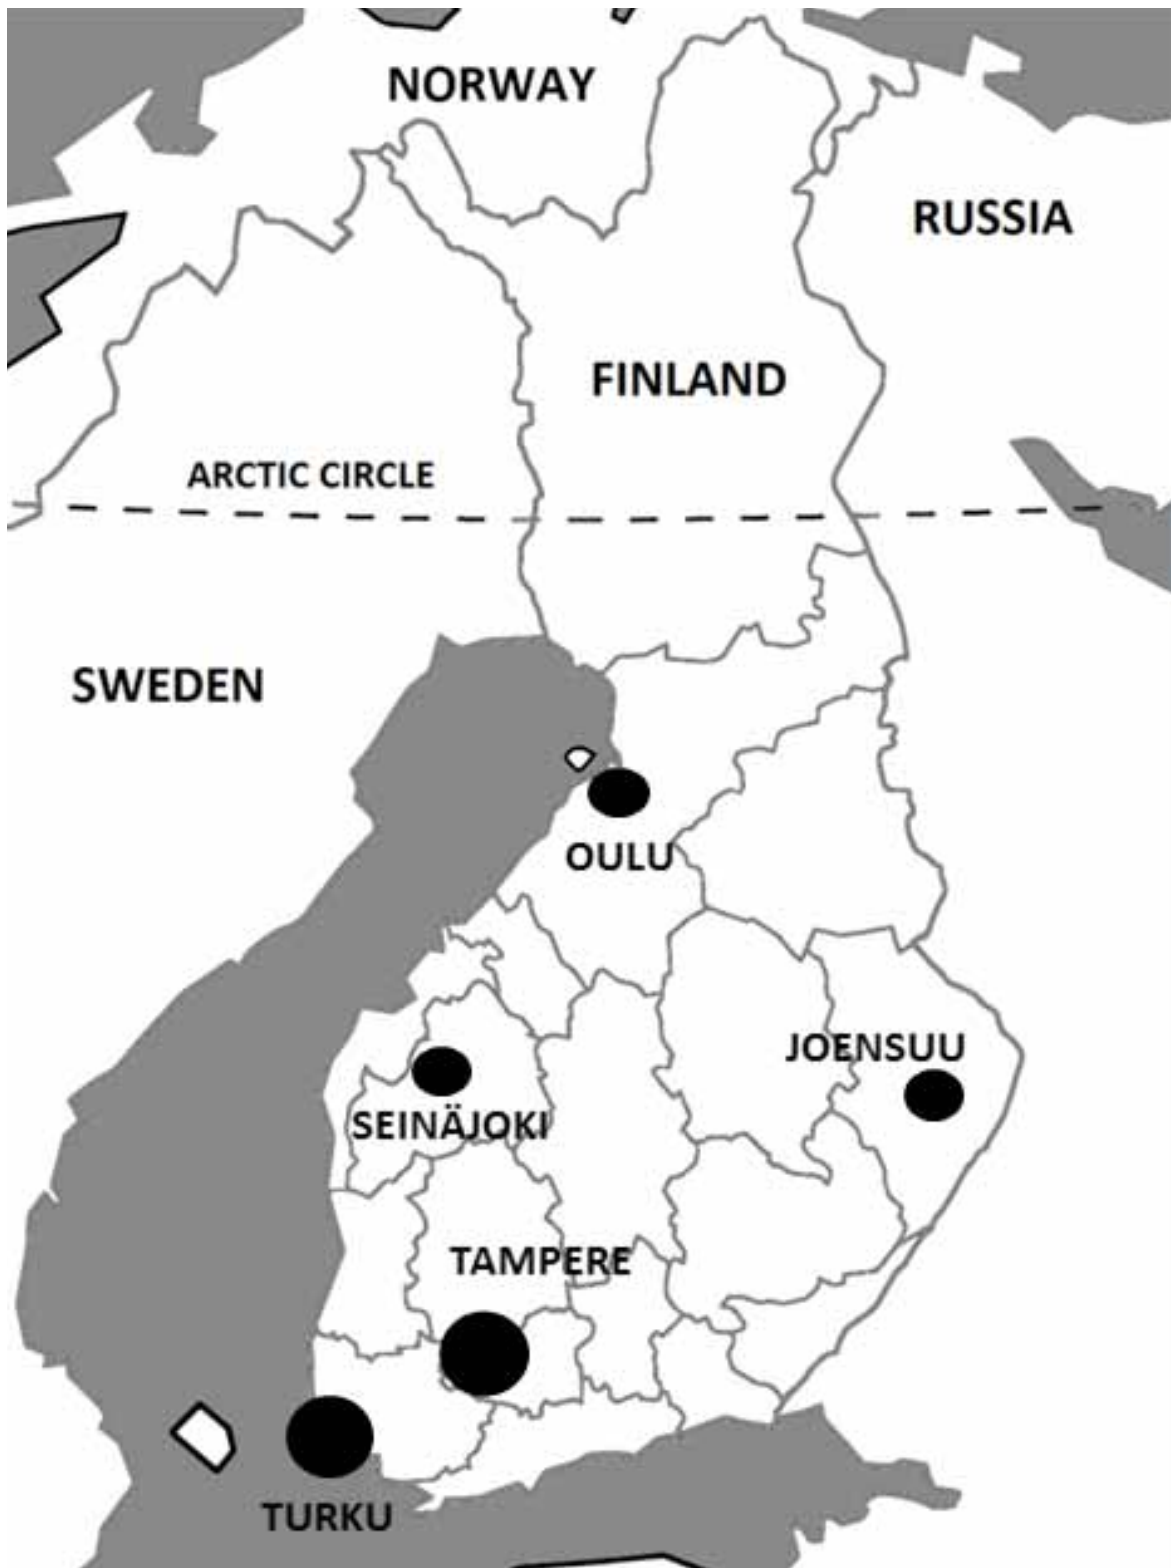 NORWAY
RUSSIA
FINLAND
ARCTIC CIRCLE
SWEDEN
OULU
JOENSUU
SEINÄJOKI
TAMPERE
TURKU